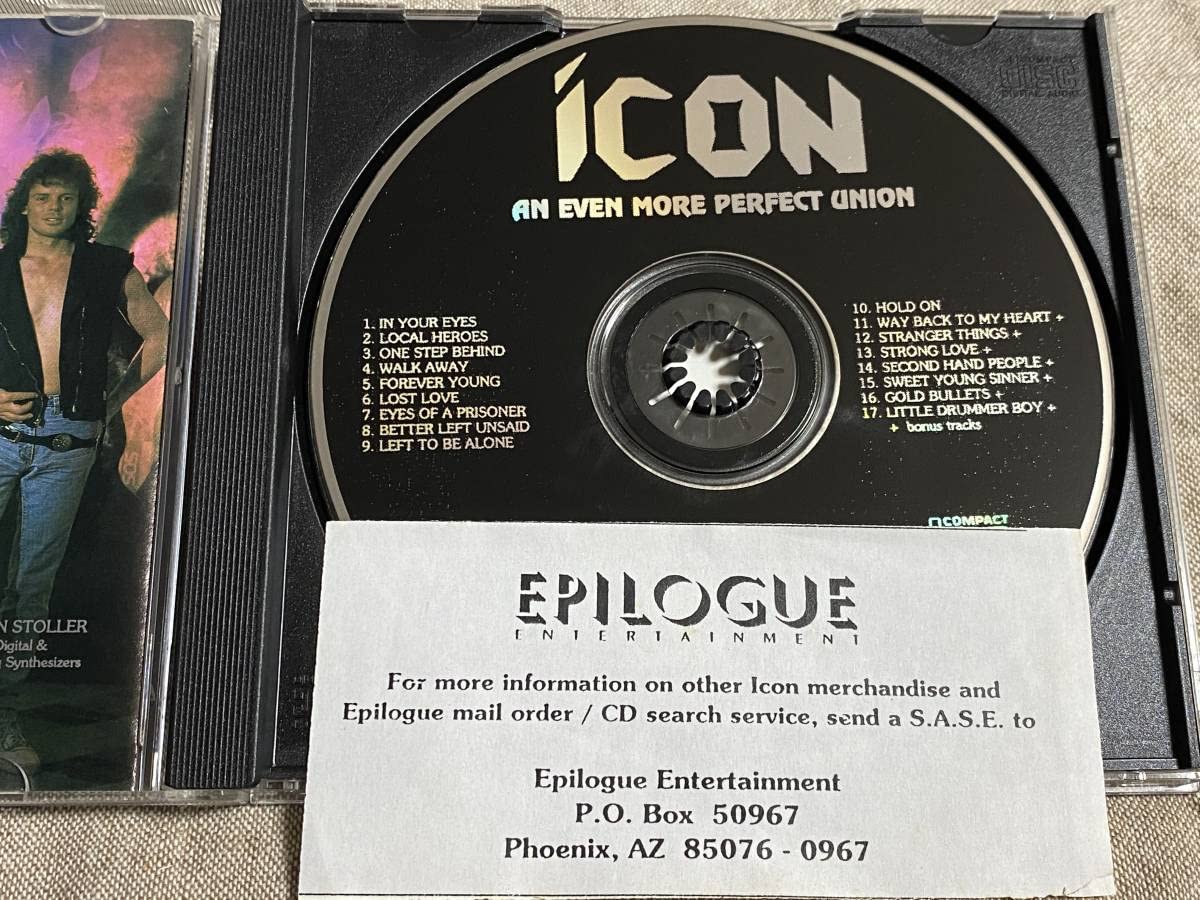 N STOLLER
Digital &
Synthesizers
iCON
AN EVEN MORE PERFECT UNION
1. IN YOUR EYES
2. LOCAL HEROES
3. ONE STEP BEHIND
4. WALK AWAY
5. FOREVER YOUNG
6. LOST LOVE
7. EYES OF A PRISONER
8. BETTER LEFT UNSAID
9. LEFT TO BE ALONE
10. HOLD ON
11. WAY BACK TO MY HEART +
12. STRANGER THINGS +
13. STRONG LOVE +
14. SECOND HAND PEOPLE +
15. SWEET YOUNG SINNER +
16. GOLD BULLETS +
17. LITTLE DRUMMER BOY +
+ bonus tracks
COMPACT
DISC
DIGITAL AUDIO
EPILOGUE
ENTERTAINMENT
For more information on other Icon merchandise and
Epilogue mail order / CD search service, send a S.A.S.E. to
Epilogue Entertainment
P.O. Box 50967
Phoenix, AZ 85076 - 0967